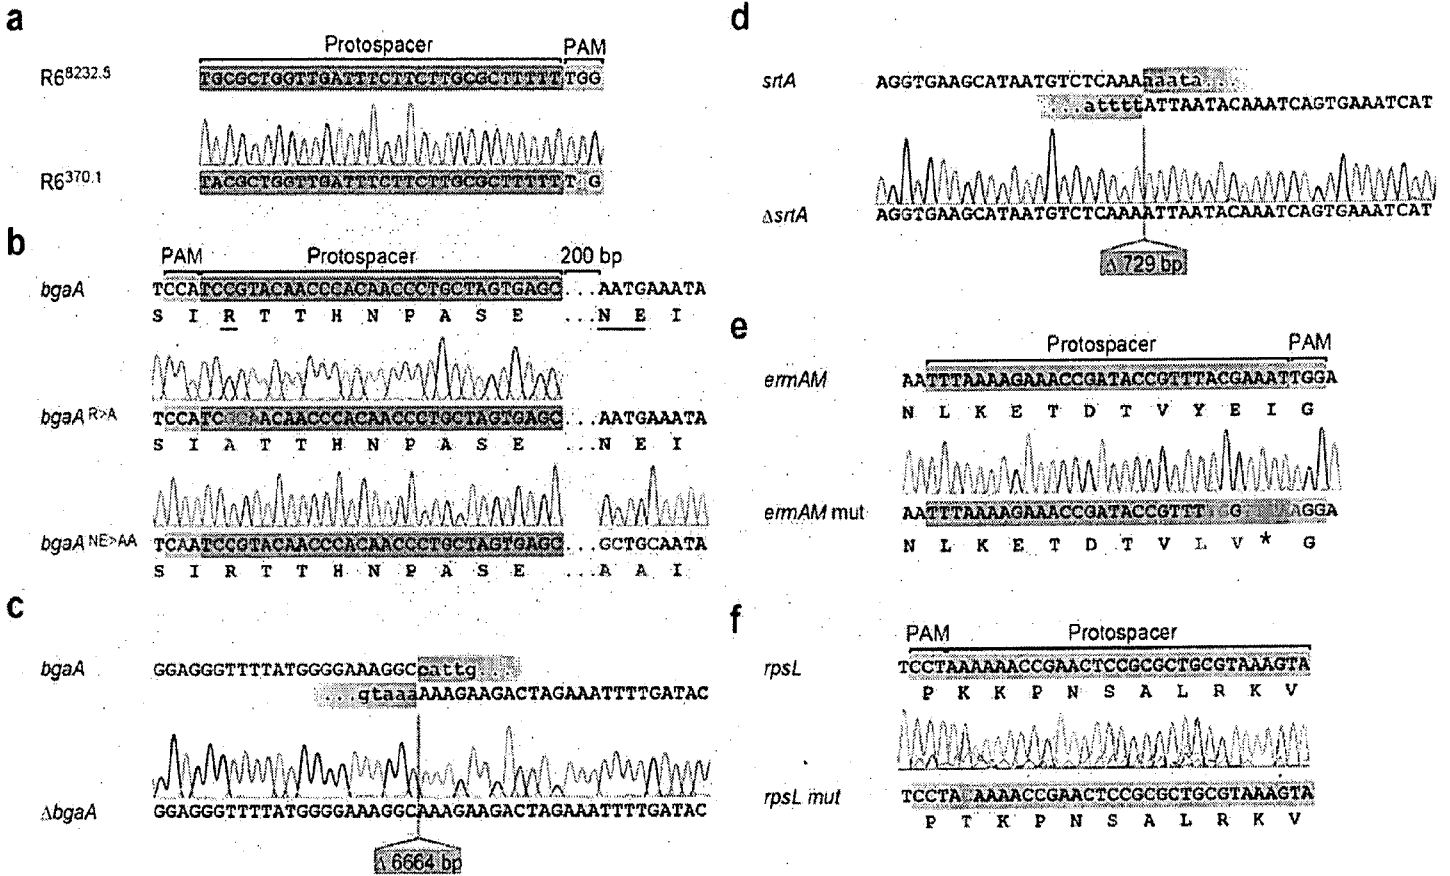 a
Protospacer PAM
R6 8232.5 TGCGCTGGTTGATTTCTTCTTGCGCTTTTTTGG
R6 370.1 TACGCTGGTTGATTTCTTCTTGCGCTTTTTT G
b
PAM Protospacer 200 bp
bgaA TCCATCCGTACAACCCACAACCCTGCTAGTGAGC...AATGAAATA
S I R T T H N P A S E ...N E I
bgaA R>A TCCATC ACAACCCACAACCCTGCTAGTGAGC... AATGAAATA
S I A T T H N P A S E ...N E I
bgaA NE>AA TCAATCCGTACAACCCACAACCCTGCTAGTGAGC... GCTGCAATA
S I R T T H N P A S E ...A A I
c
bgaA GGAGGGTTTTATGGGGAAAGGCcattg...
...gtaaaAAAGAAGACTAGAAATTTTGATAC
ΔbgaA GGAGGGTTTTATGGGGAAAGGCAAAGAAGACTAGAAATTTTGATAC
Δ 6664 bp
d
srtA AGGTGAAGCATAATGTCTCAAAaaata...
...attttATTAATACAAATCAGTGAAATCAT
ΔsrtA AGGTGAAGCATAATGTCTCAAAATTAATACAAATCAGTGAAATCAT
Δ 729 bp
e
Protospacer PAM
ermAM AATTTAAAAGAAACCGATACCGTTTACGAAATTGGA
N L K E T D T V Y E I G
ermAM mut AATTTAAAAGAAACCGATACCGTTT G AGGA
N L K E T D T V L V * G
f
PAM Protospacer
rpsL TCCTAAAAAACCGAACTCCGCGCTGCGTAAAGTA
P K K P N S A L R K V
rpsL mut TCCTA AAAACCGAACTCCGCGCTGCGTAAAGTA
P T K P N S A L R K V